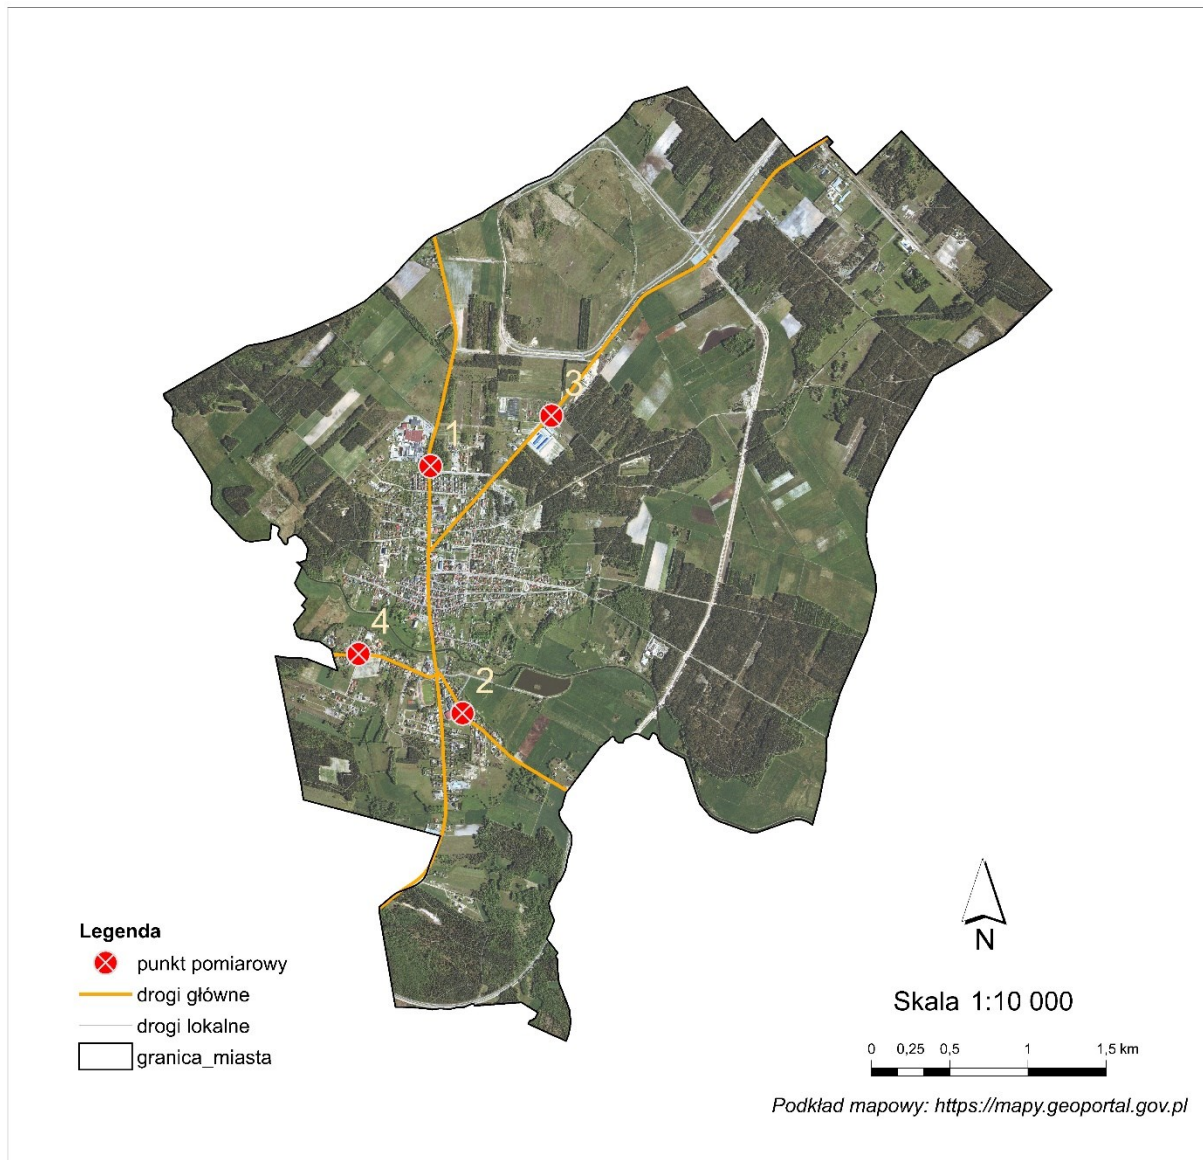 3
1
4
2
Legenda
punkt pomiarowy
drogi główne
drogi lokalne
granica_miasta
N
Skala 1:10 000
0 0,25 0,5 1 1,5 km
Podkład mapowy: https://mapy.geoportal.gov.pl